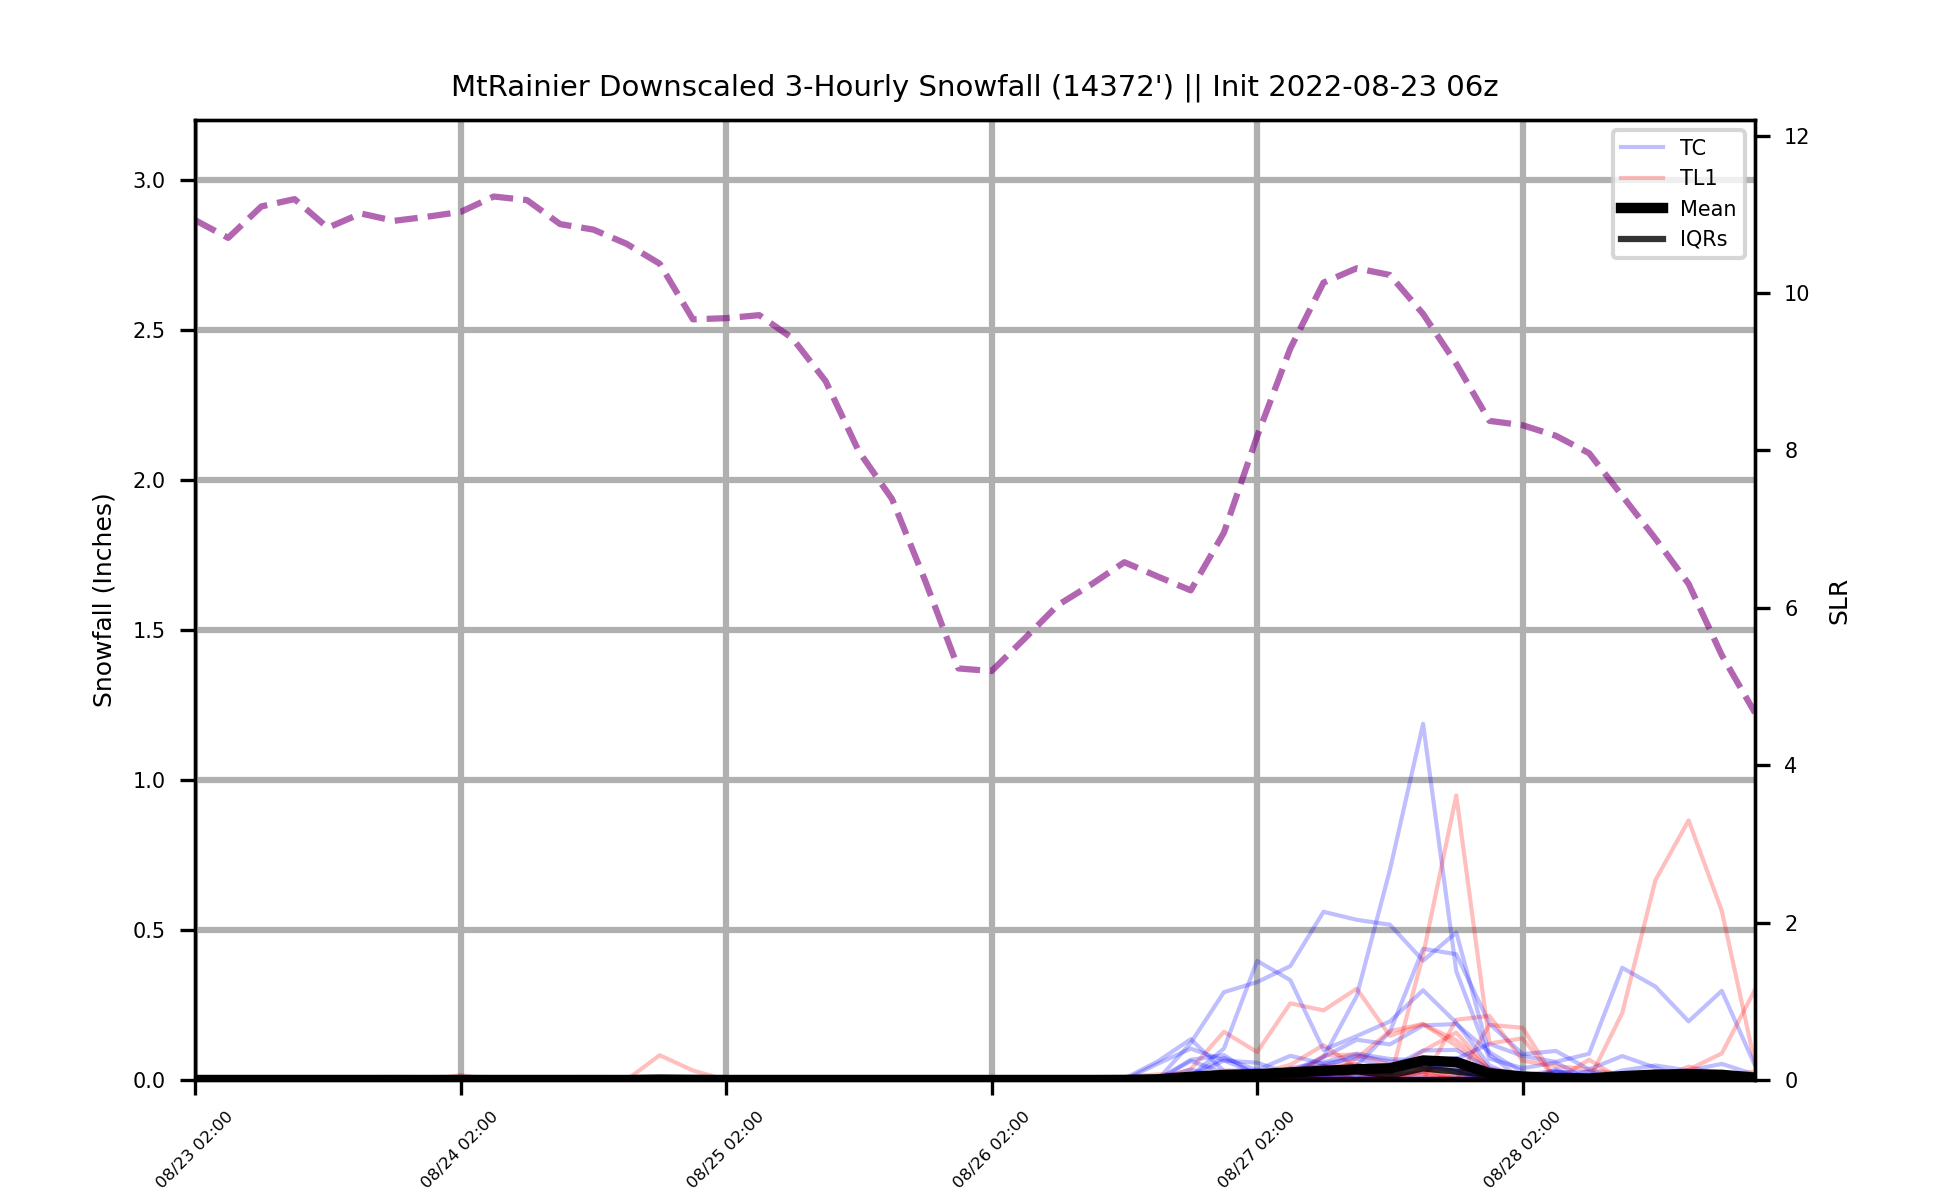 MtRainier Downscaled 3-Hourly Snowfall (14372') || Init 2022-08-23 06z
TC
TL1
Mean
IQRs
Snowfall (Inches)
3.0
2.5
2.0
1.5
1.0
0.5
0.0
12
10
8
6
4
2
0
SLR
08/23 02:00
08/24 02:00
08/25 02:00
08/26 02:00
08/27 02:00
08/28 02:00